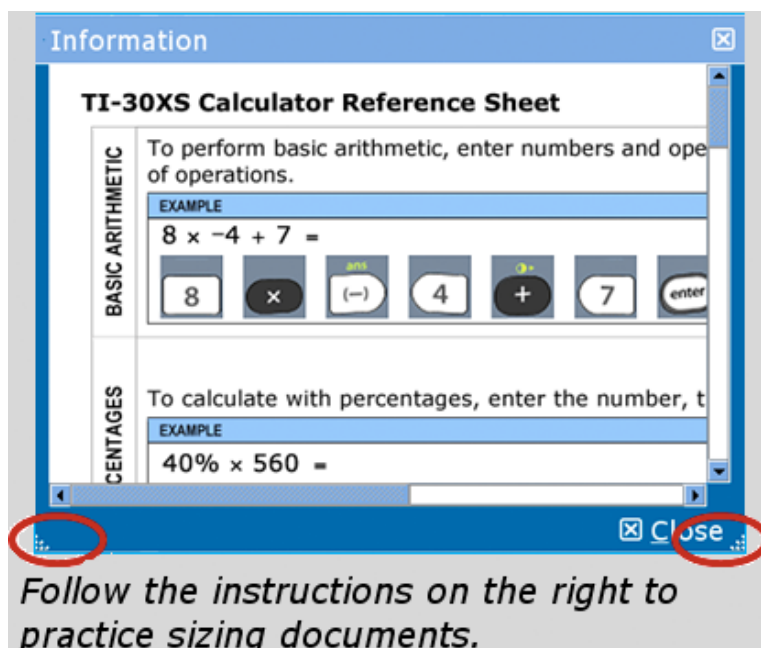 Information
TI-30XS Calculator Reference Sheet
BASIC ARITHMETIC
To perform basic arithmetic, enter numbers and ope
of operations.
EXAMPLE
8 × −4 + 7 =
8 × ans (−) 4 + 7 enter
CENTAGES
To calculate with percentages, enter the number, t
EXAMPLE
40% × 560 =
Close
Follow the instructions on the right to
practice sizing documents.